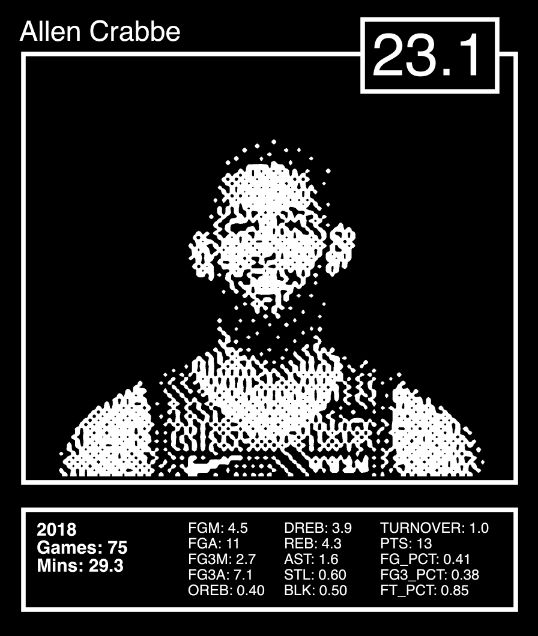 Allen Crabbe
23.1
2018
Games: 75
Mins: 29.3
FGM: 4.5
FGA: 11
FG3M: 2.7
FG3A: 7.1
OREB: 0.40
DREB: 3.9
REB: 4.3
AST: 1.6
STL: 0.60
BLK: 0.50
TURNOVER: 1.0
PTS: 13
FG_PCT: 0.41
FG3_PCT: 0.38
FT_PCT: 0.85